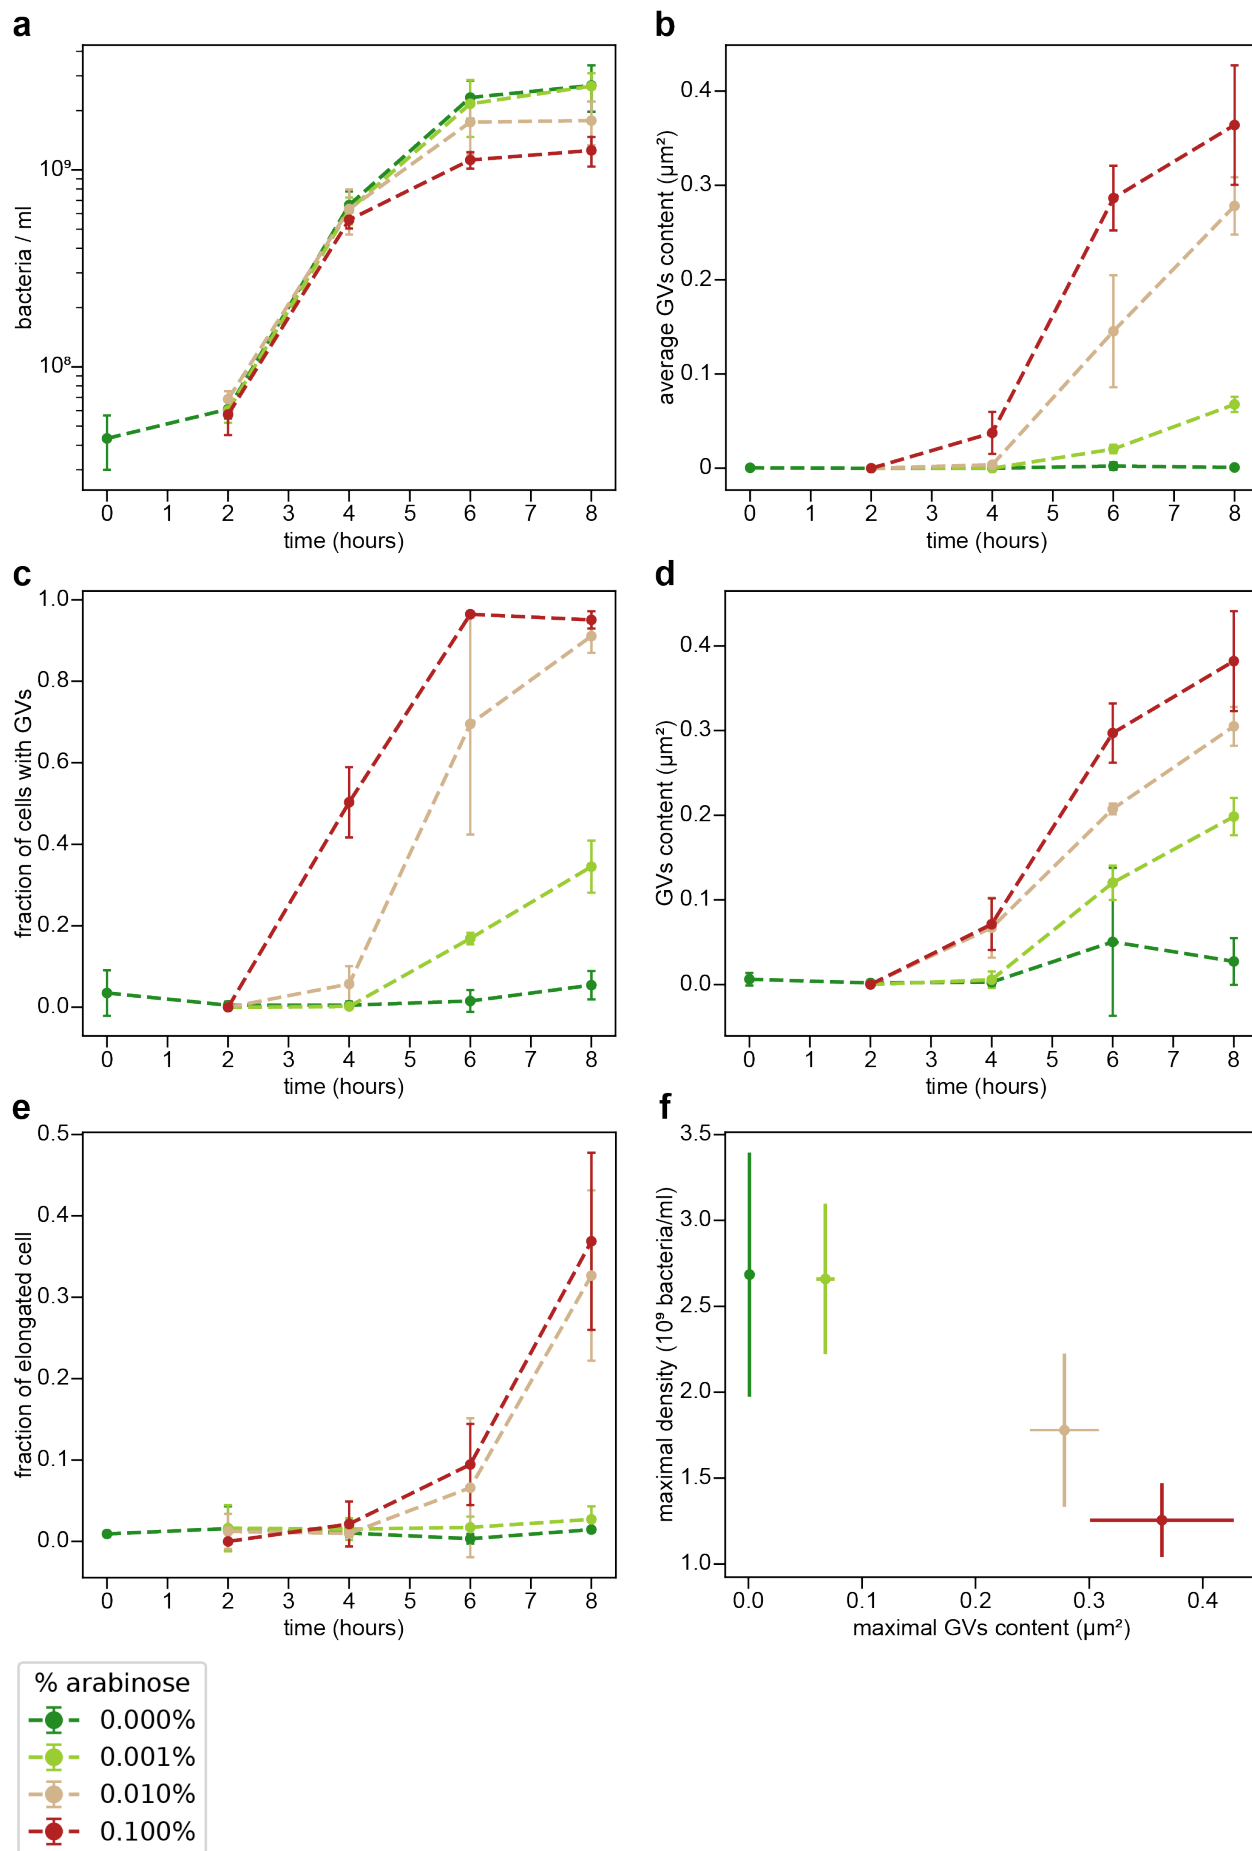 a
bacteria / ml
10⁹
10⁸
0 1 2 3 4 5 6 7 8
time (hours)
b
average GVs content (µm²)
0.4
0.3
0.2
0.1
0
0 1 2 3 4 5 6 7 8
time (hours)
c
fraction of cells with GVs
1.0
0.8
0.6
0.4
0.2
0.0
0 1 2 3 4 5 6 7 8
time (hours)
d
GVs content (µm²)
0.4
0.3
0.2
0.1
0.0
0 1 2 3 4 5 6 7 8
time (hours)
e
fraction of elongated cell
0.5
0.4
0.3
0.2
0.1
0.0
0 1 2 3 4 5 6 7 8
time (hours)
f
maximal density (10⁹ bacteria/ml)
3.5
3.0
2.5
2.0
1.5
1.0
0.0 0.1 0.2 0.3 0.4
maximal GVs content (µm²)
% arabinose
0.000%
0.001%
0.010%
0.100%